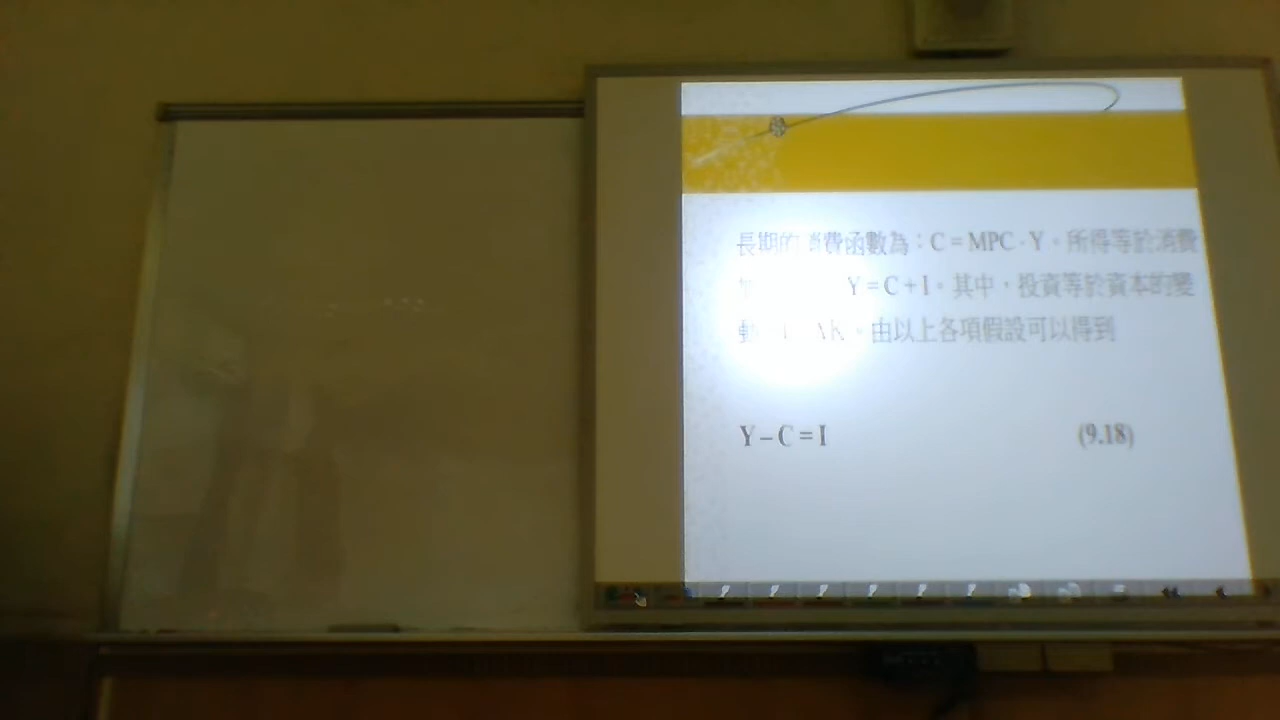 長期的消費函數為：C = MPC · Y。所得等於消費
Y = C + I。其中，投資等於資本的變
動 ΔK。由以上各項假設可以得到
Y – C = I (9.18)